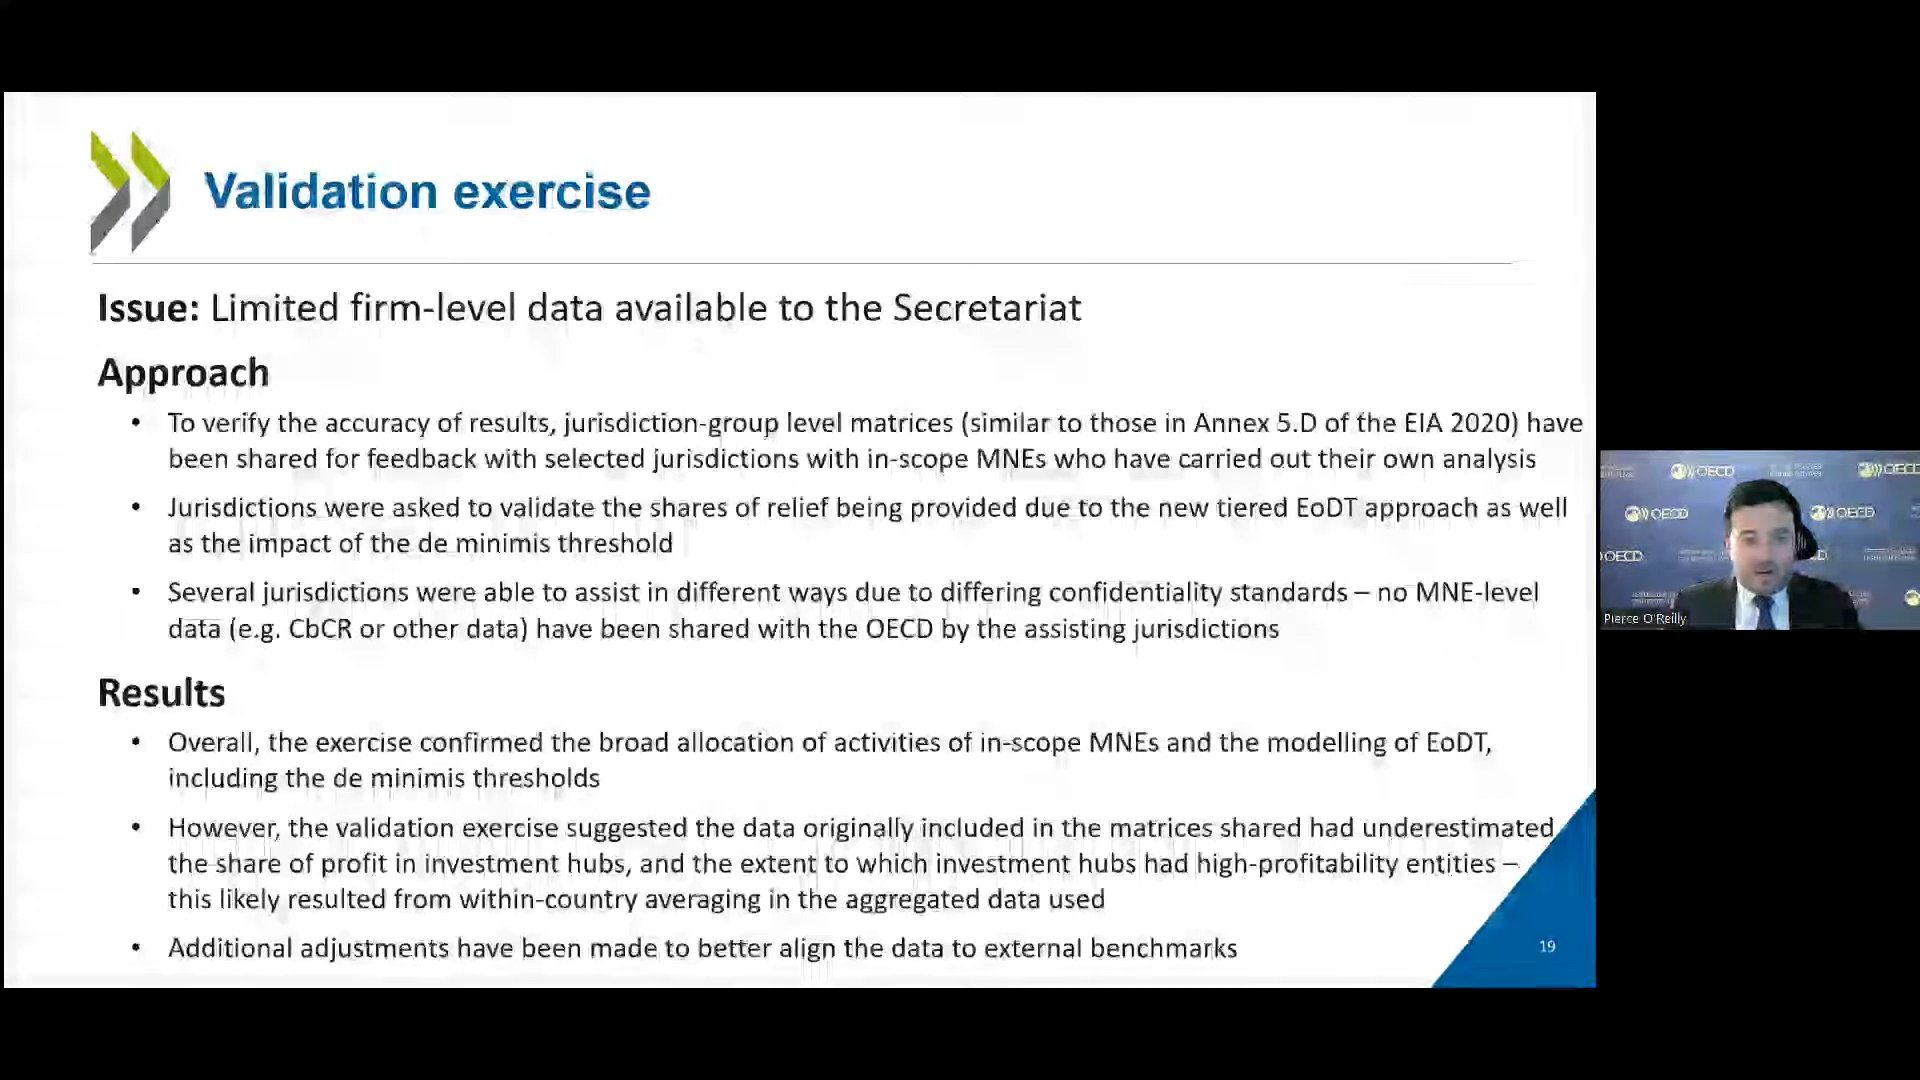 Validation exercise
Issue: Limited firm-level data available to the Secretariat
Approach
• To verify the accuracy of results, jurisdiction-group level matrices (similar to those in Annex 5.D of the EIA 2020) have
been shared for feedback with selected jurisdictions with in-scope MNEs who have carried out their own analysis
• Jurisdictions were asked to validate the shares of relief being provided due to the new tiered EoDT approach as well
as the impact of the de minimis threshold
• Several jurisdictions were able to assist in different ways due to differing confidentiality standards – no MNE-level
data (e.g. CbCR or other data) have been shared with the OECD by the assisting jurisdictions
Results
• Overall, the exercise confirmed the broad allocation of activities of in-scope MNEs and the modelling of EoDT,
including the de minimis thresholds
• However, the validation exercise suggested the data originally included in the matrices shared had underestimated
the share of profit in investment hubs, and the extent to which investment hubs had high-profitability entities –
this likely resulted from within-country averaging in the aggregated data used
• Additional adjustments have been made to better align the data to external benchmarks
19
OECD
OECD
OECD
OECD
OECD
Pierce O'Reilly